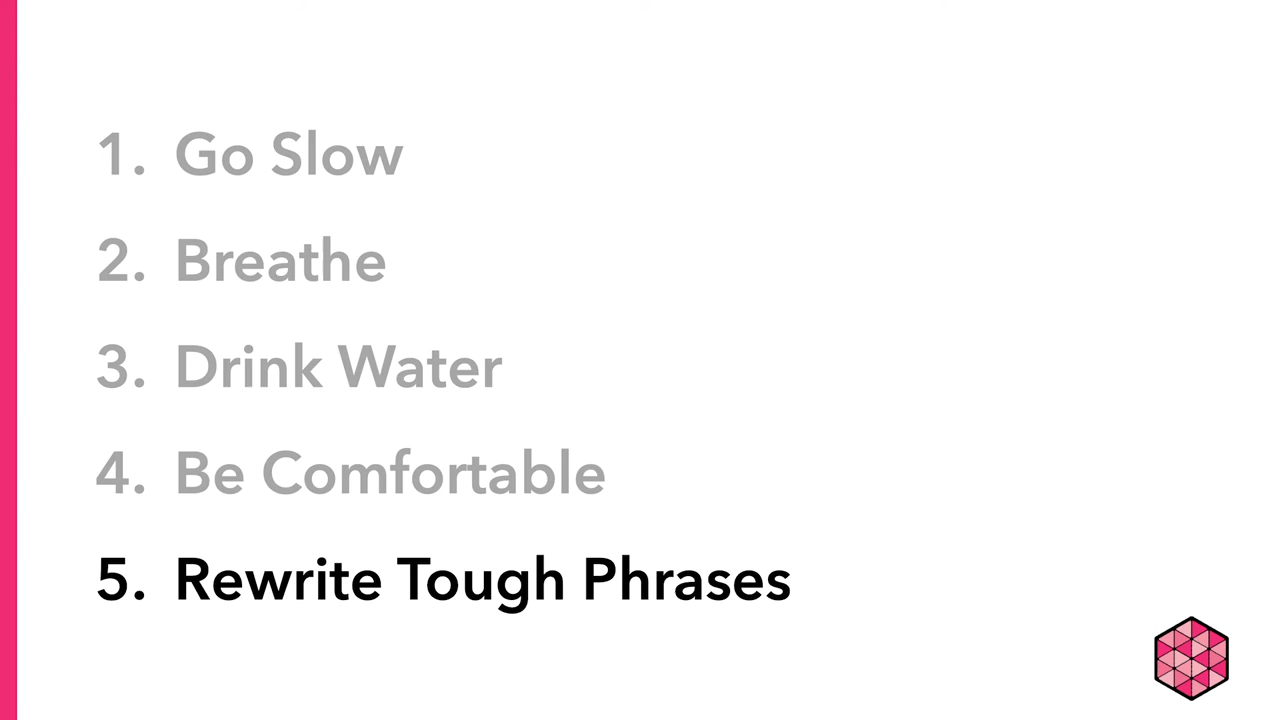 1. Go Slow
2. Breathe
3. Drink Water
4. Be Comfortable
5. Rewrite Tough Phrases